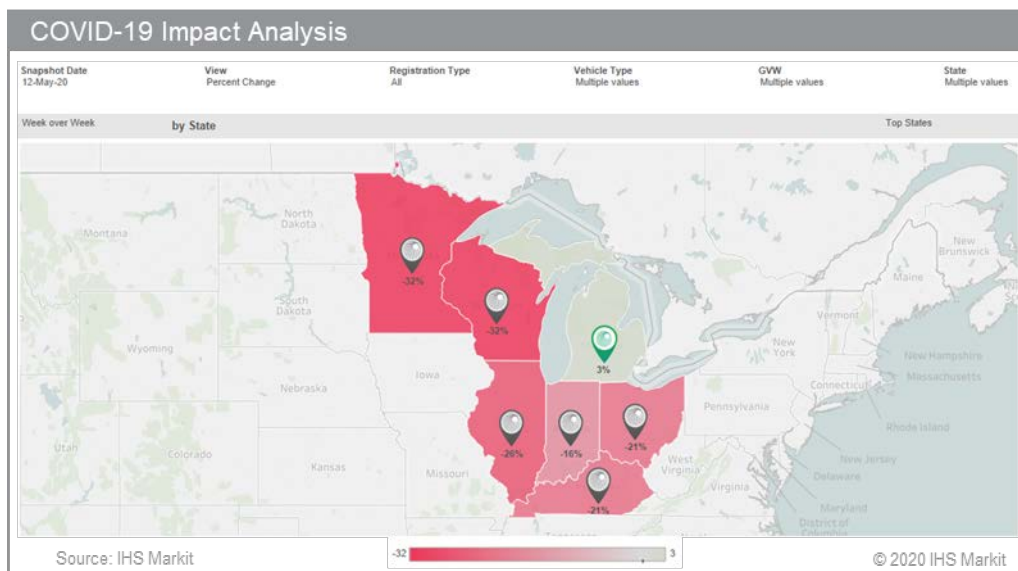 COVID-19 Impact Analysis
Snapshot Date View Registration Type Vehicle Type GVW State
12-May-20 Percent Change All Multiple values Multiple values Multiple values
Week over Week by State Top States
North Dakota
Montana
New Brunswick
Maine
-32%
South Dakota
-32%
Vermont
Wyoming
3%
New York
New Hampshire
Massachusetts
Iowa
Connecticut
Nebraska
Pennsylvania
Rhode Island
Utah
Colorado
-26%
-16%
-21%
New Jersey
Kansas
Missouri
West Virginia
Delaware
Virginia
Maryland
-21%
District of Columbia
Tennessee
-32 3
Source: IHS Markit © 2020 IHS Markit